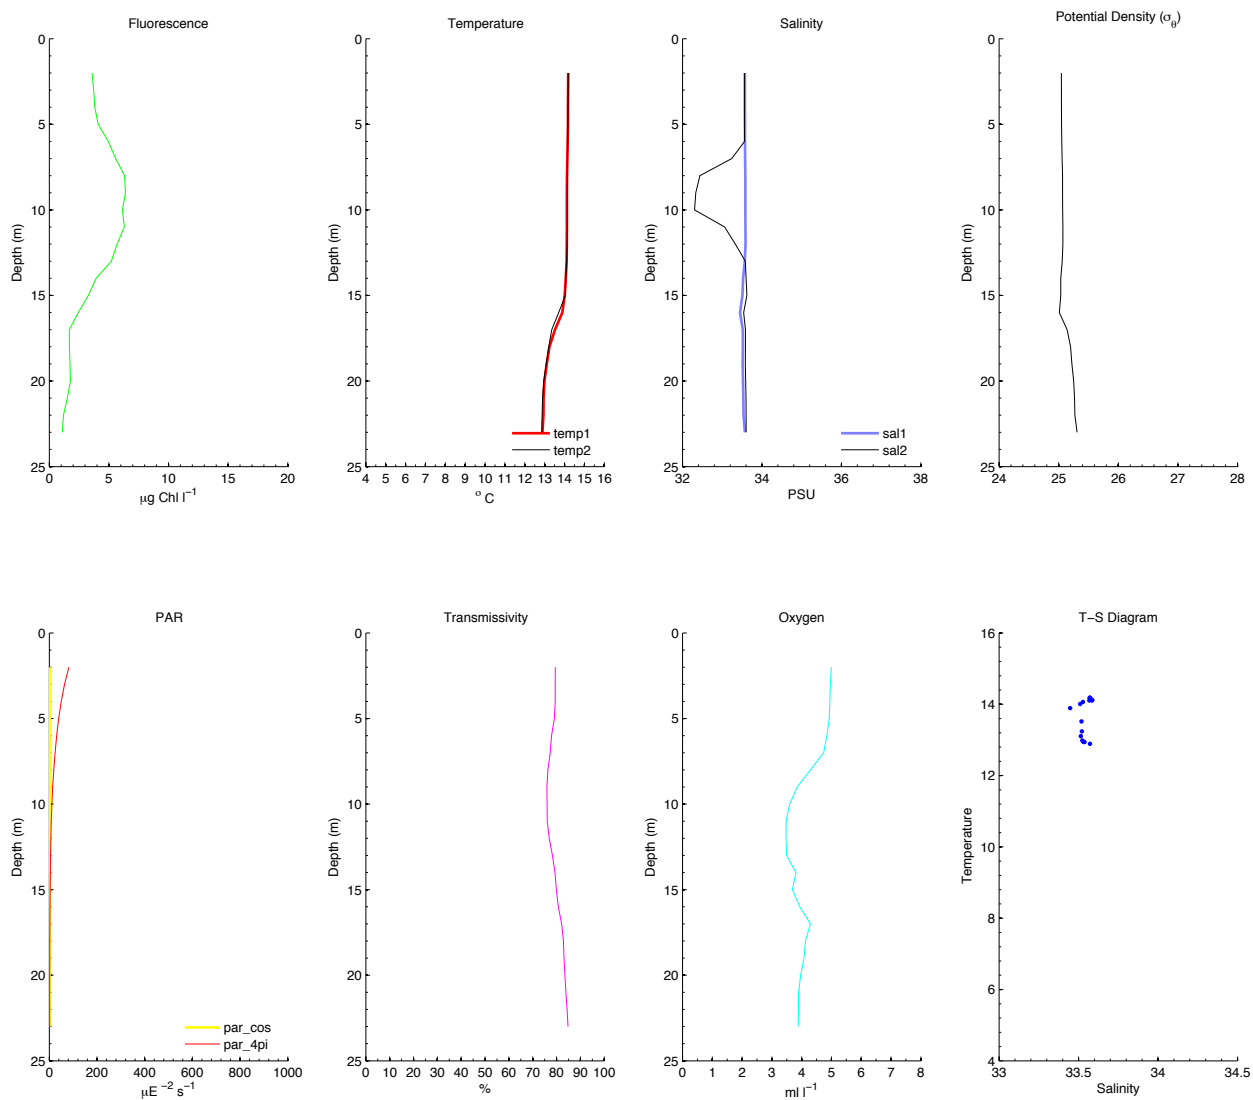 Fluorescence
0
5
10
15
20
25
Depth (m)
0 5 10 15 20
μg Chl l⁻¹
Temperature
0
5
10
15
20
25
Depth (m)
temp1
temp2
4 5 6 7 8 9 10 11 12 13 14 15 16
o C
Salinity
0
5
10
15
20
25
Depth (m)
sal1
sal2
32 34 36 38
PSU
Potential Density (σθ)
0
5
10
15
20
25
Depth (m)
24 25 26 27 28
PAR
0
5
10
15
20
25
Depth (m)
par_cos
par_4pi
0 200 400 600 800 1000
μE ⁻² s⁻¹
Transmissivity
0
5
10
15
20
25
Depth (m)
0 10 20 30 40 50 60 70 80 90 100
%
Oxygen
0
5
10
15
20
25
Depth (m)
0 1 2 3 4 5 6 7 8
ml l⁻¹
T−S Diagram
16
14
12
10
8
6
4
Temperature
33 33.5 34 34.5
Salinity